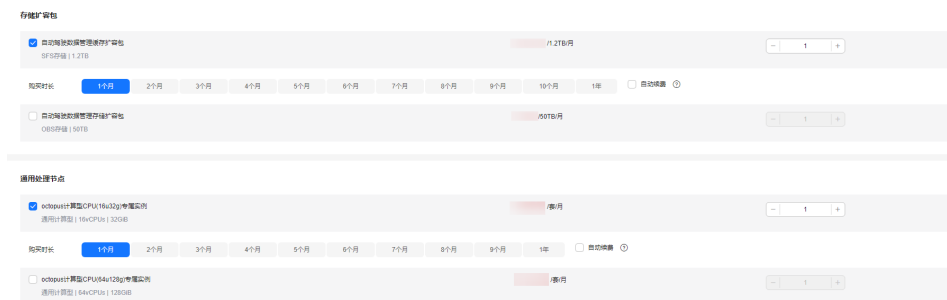 存储扩容包
自动驾驶数据管理缓存扩容包 /1.2TB/月 - 1 +
SFS存储 | 1.2TB
购买时长 1个月 2个月 3个月 4个月 5个月 6个月 7个月 8个月 9个月 10个月 1年 自动续费 ?
自动驾驶数据管理存储扩容包 /50TB/月 - 1 +
OBS存储 | 50TB
通用处理节点
octopus计算型CPU(16u32g)专属实例 /套/月 - 1 +
通用计算型 | 16vCPUs | 32GiB
购买时长 1个月 2个月 3个月 4个月 5个月 6个月 7个月 8个月 9个月 1年 自动续费 ?
octopus计算型CPU(64u128g)专属实例 /套/月 - 1 +
通用计算型 | 64vCPUs | 128GiB